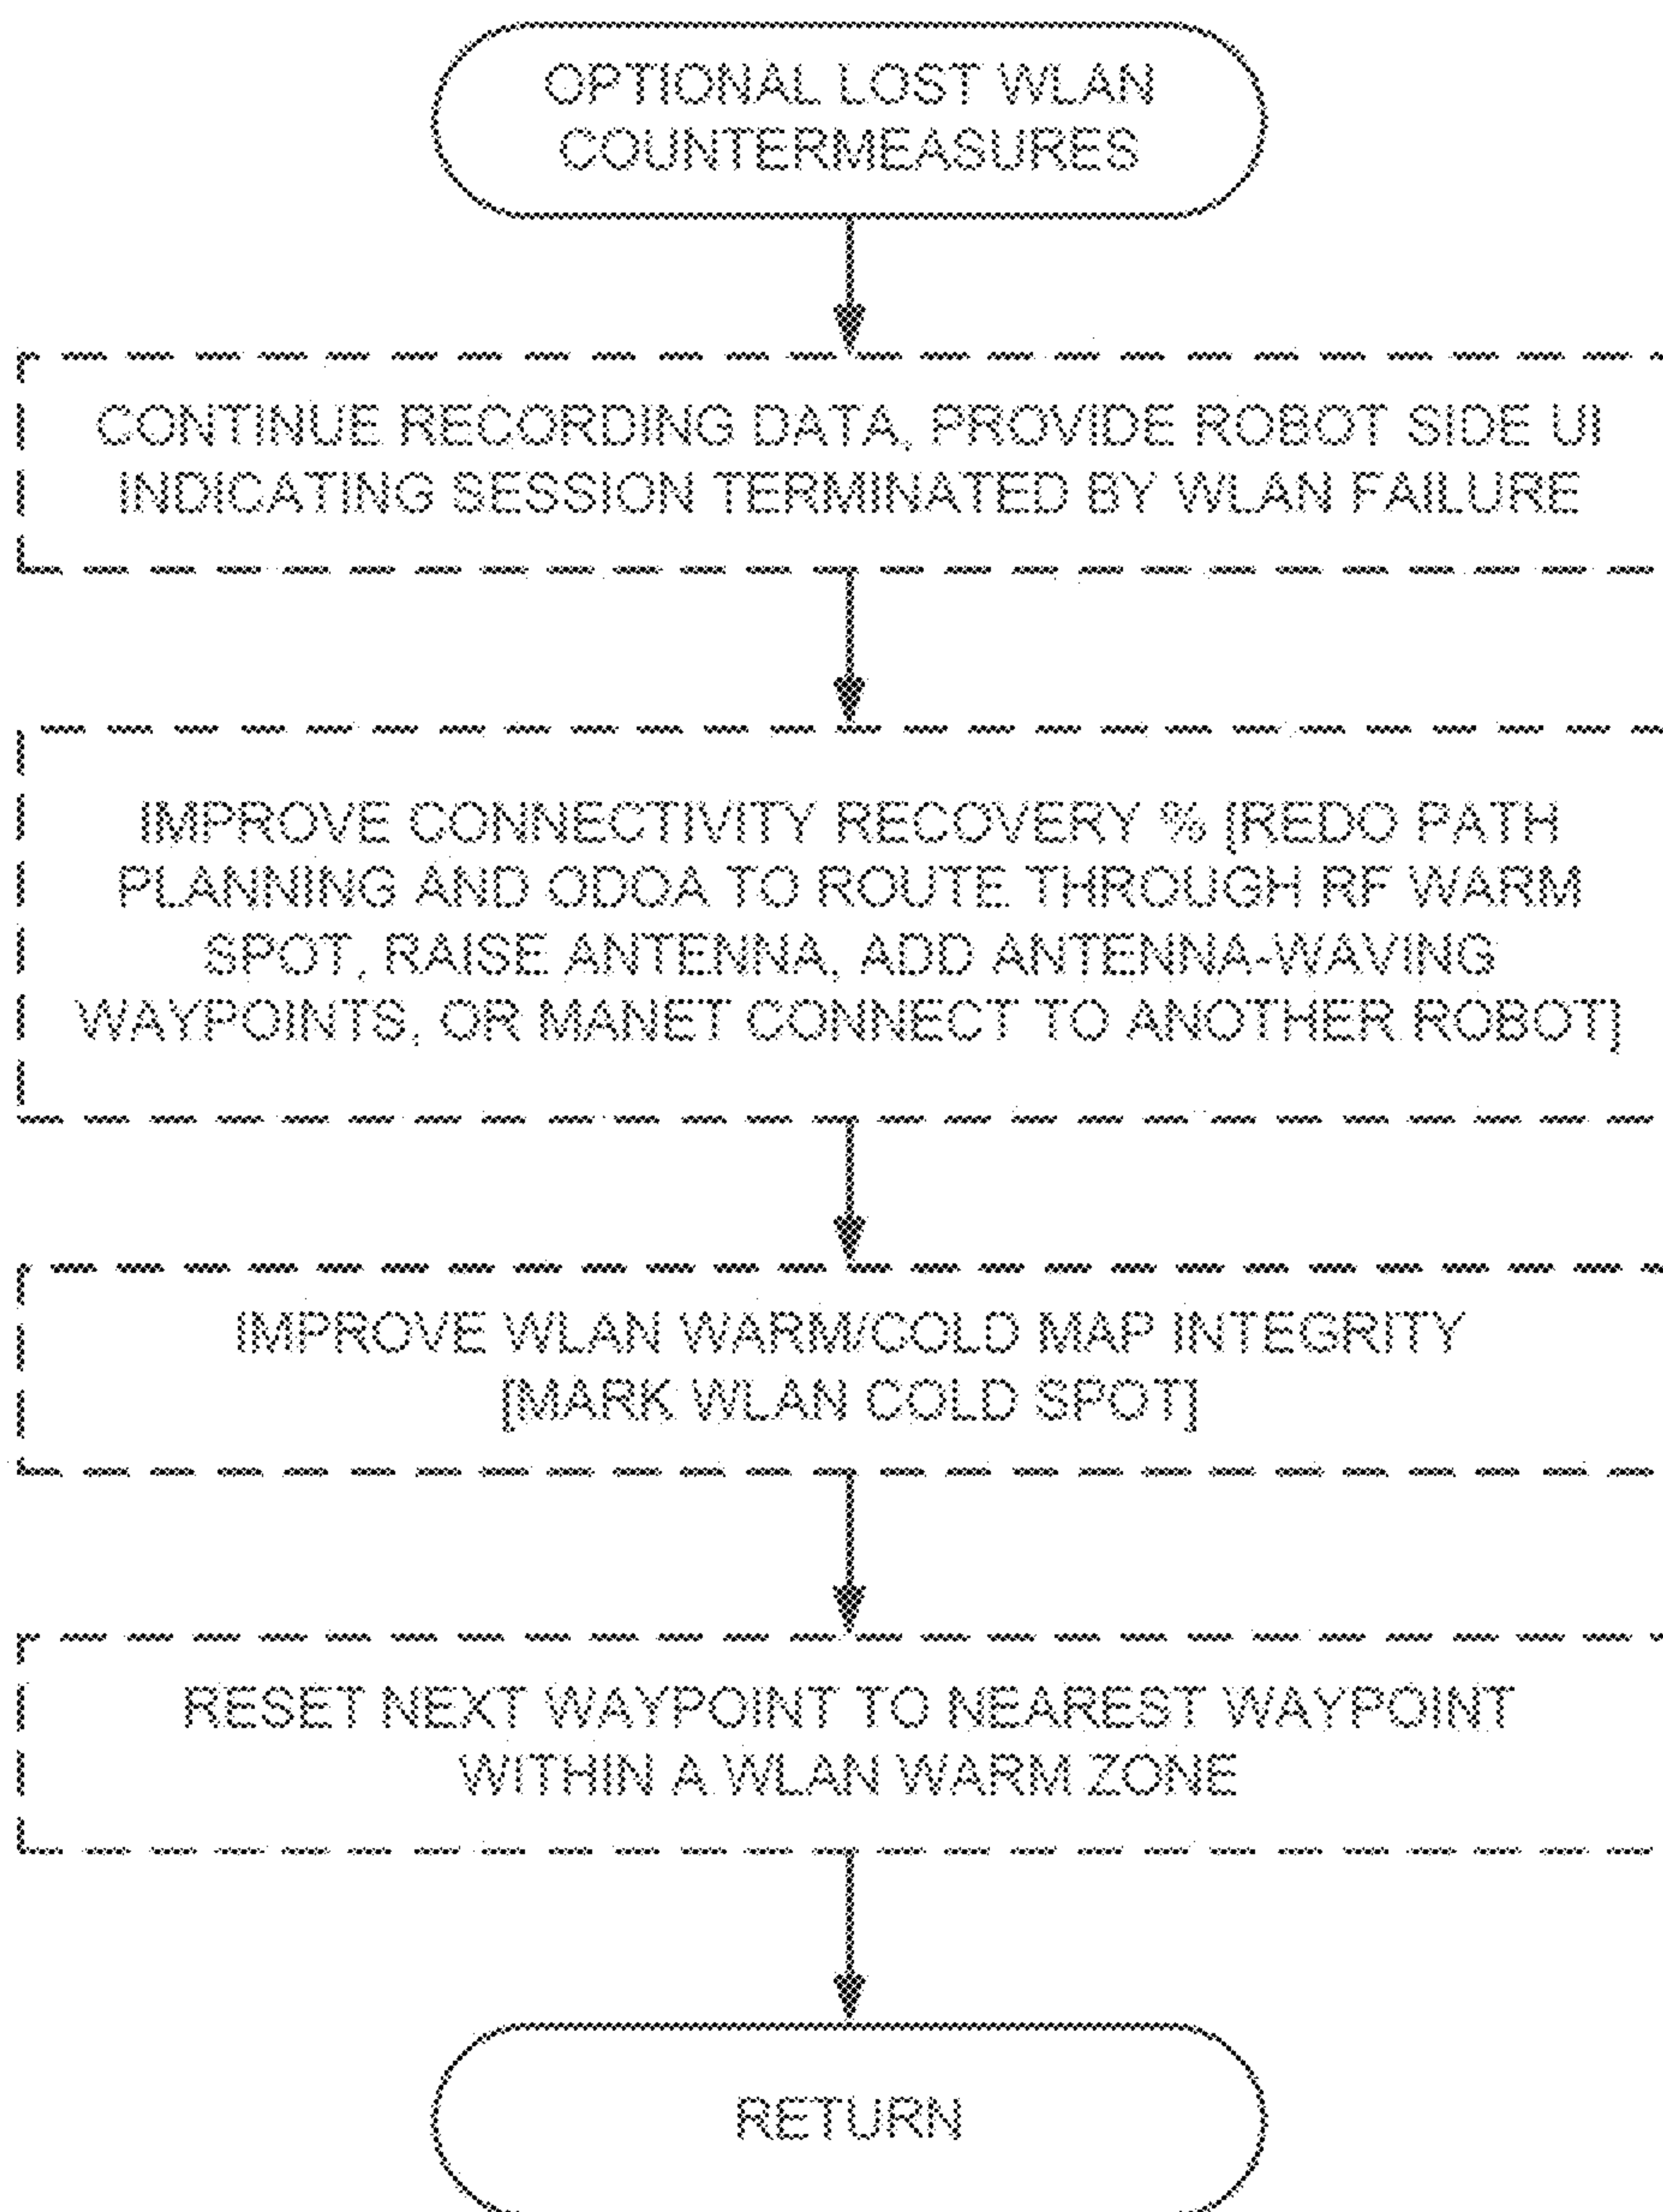 OPTIONAL LOST WLAN
COUNTERMEASURES
CONTINUE RECORDING DATA, PROVIDE ROBOT SIDE UI
INDICATING SESSION TERMINATED BY WLAN FAILURE
IMPROVE CONNECTIVITY RECOVERY % [REDO PATH
PLANNING AND ODOA TO ROUTE THROUGH RF WARM
SPOT, RAISE ANTENNA, ADD ANTENNA-WAVING
WAYPOINTS, OR MANET CONNECT TO ANOTHER ROBOT]
IMPROVE WLAN WARM/COLD MAP INTEGRITY
[MARK WLAN COLD SPOT]
RESET NEXT WAYPOINT TO NEAREST WAYPOINT
WITHIN A WLAN WARM ZONE
RETURN